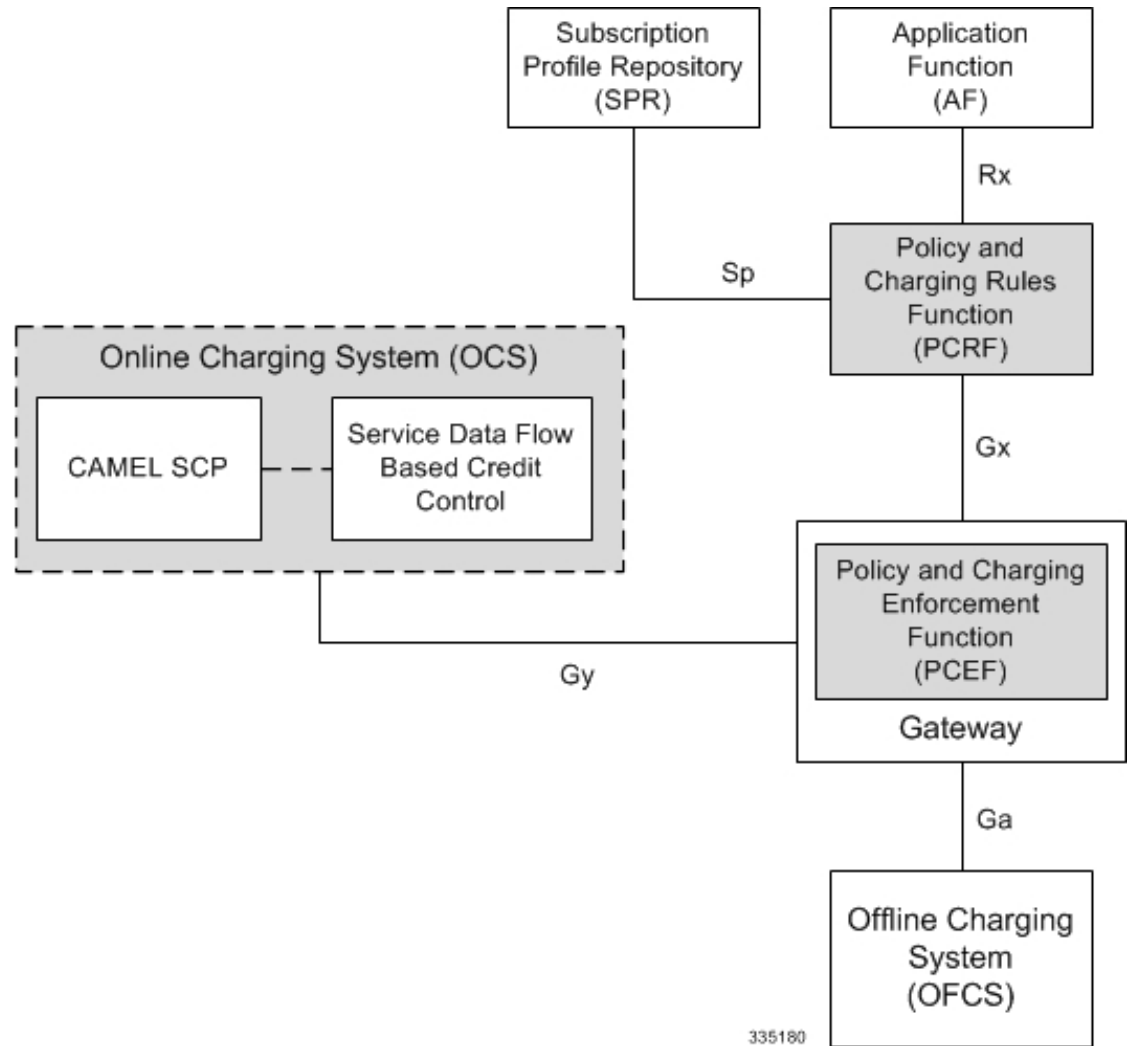 Subscription
Profile Repository
(SPR)
Application
Function
(AF)
Rx
Sp
Policy and
Charging Rules
Function
(PCRF)
Online Charging System (OCS)
CAMEL SCP
Service Data Flow
Based Credit
Control
Gx
Policy and Charging
Enforcement
Function
(PCEF)
Gateway
Gy
Ga
Offline Charging
System
(OFCS)
335180